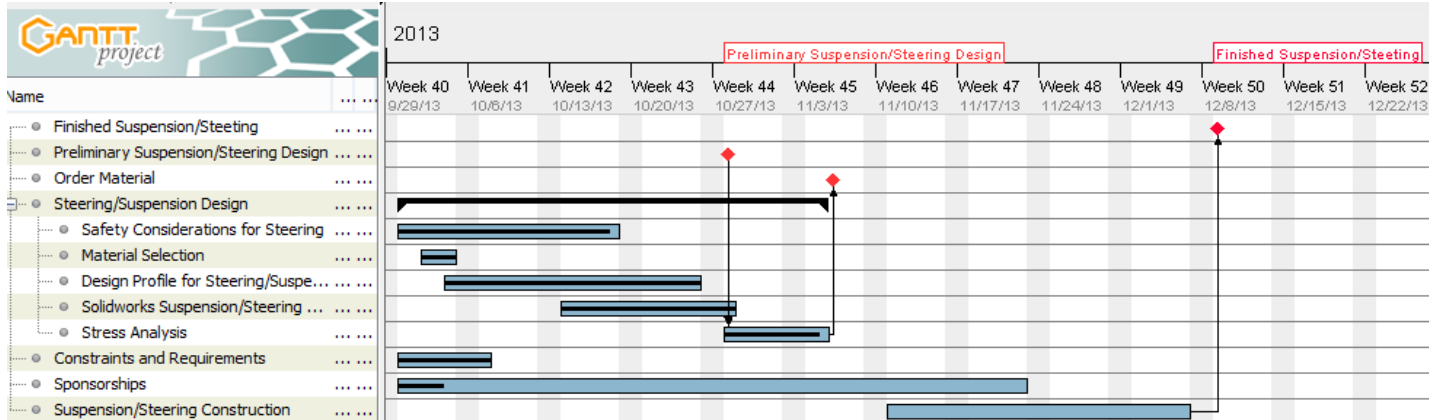 GANTT
project
2013
Preliminary Suspension/Steering Design
Finished Suspension/Steeting
Name
... ...
Week 40 Week 41 Week 42 Week 43 Week 44 Week 45 Week 46 Week 47 Week 48 Week 49 Week 50 Week 51 Week 52
9/29/13 10/6/13 10/13/13 10/20/13 10/27/13 11/3/13 11/10/13 11/17/13 11/24/13 12/1/13 12/8/13 12/15/13 12/22/13
Finished Suspension/Steeting ... ...
Preliminary Suspension/Steering Design ... ...
Order Material ... ...
Steering/Suspension Design ... ...
Safety Considerations for Steering ... ...
Material Selection ... ...
Design Profile for Steering/Suspe... ... ...
Solidworks Suspension/Steering ... ... ...
Stress Analysis ... ...
Constraints and Requirements ... ...
Sponsorships ... ...
Suspension/Steering Construction ... ...